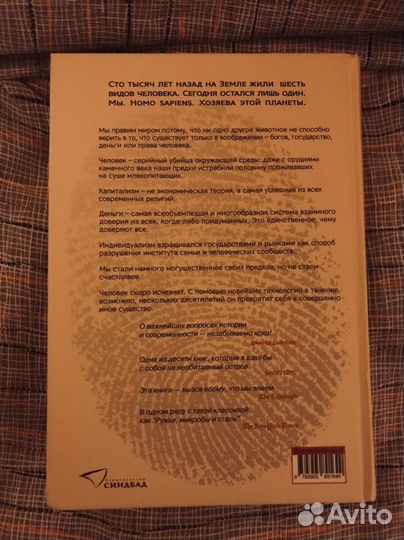 Сто тысяч лет назад на Земле жили шесть
видов человека. Сегодня остался лишь один.
Мы. Homo sapiens. Хозяева этой планеты.
Мы правим миром потому, что ни одно другое животное не способно
верить в то, что существует только в воображении – богов, государство,
деньги или права человека.
Человек – серийный убийца окружающей среды: даже с орудиями
каменного века наши предки истребили половину проживавших
на суше млекопитающих.
Капитализм – не экономическая теория, а самая успешная из всех
современных религий.
Деньги – самая всеобъемлющая и многообразная система взаимного
доверия из всех, когда-либо придуманных. Это единственное, чему
доверяют все.
Индивидуализм взращивался государствами и рынками как способ
разрушения института семьи и человеческих сообществ.
Мы стали намного могущественнее своих предков, но не стали
счастливее.
Человек скоро исчезнет. С помощью новейших технологий в течение,
возможно, нескольких десятилетий он превратит себя в совершенно
иное существо.
О важнейших вопросах истории
и современности – незабываемо ярко!
Одна из десяти книг, которые я взял бы
с собой на необитаемый остров
Эта книга – вызов всему, что мы знаем
В одном ряду с такой классикой,
как "Ружья, микробы и сталь"
издательство
СИНДБАД
Avito